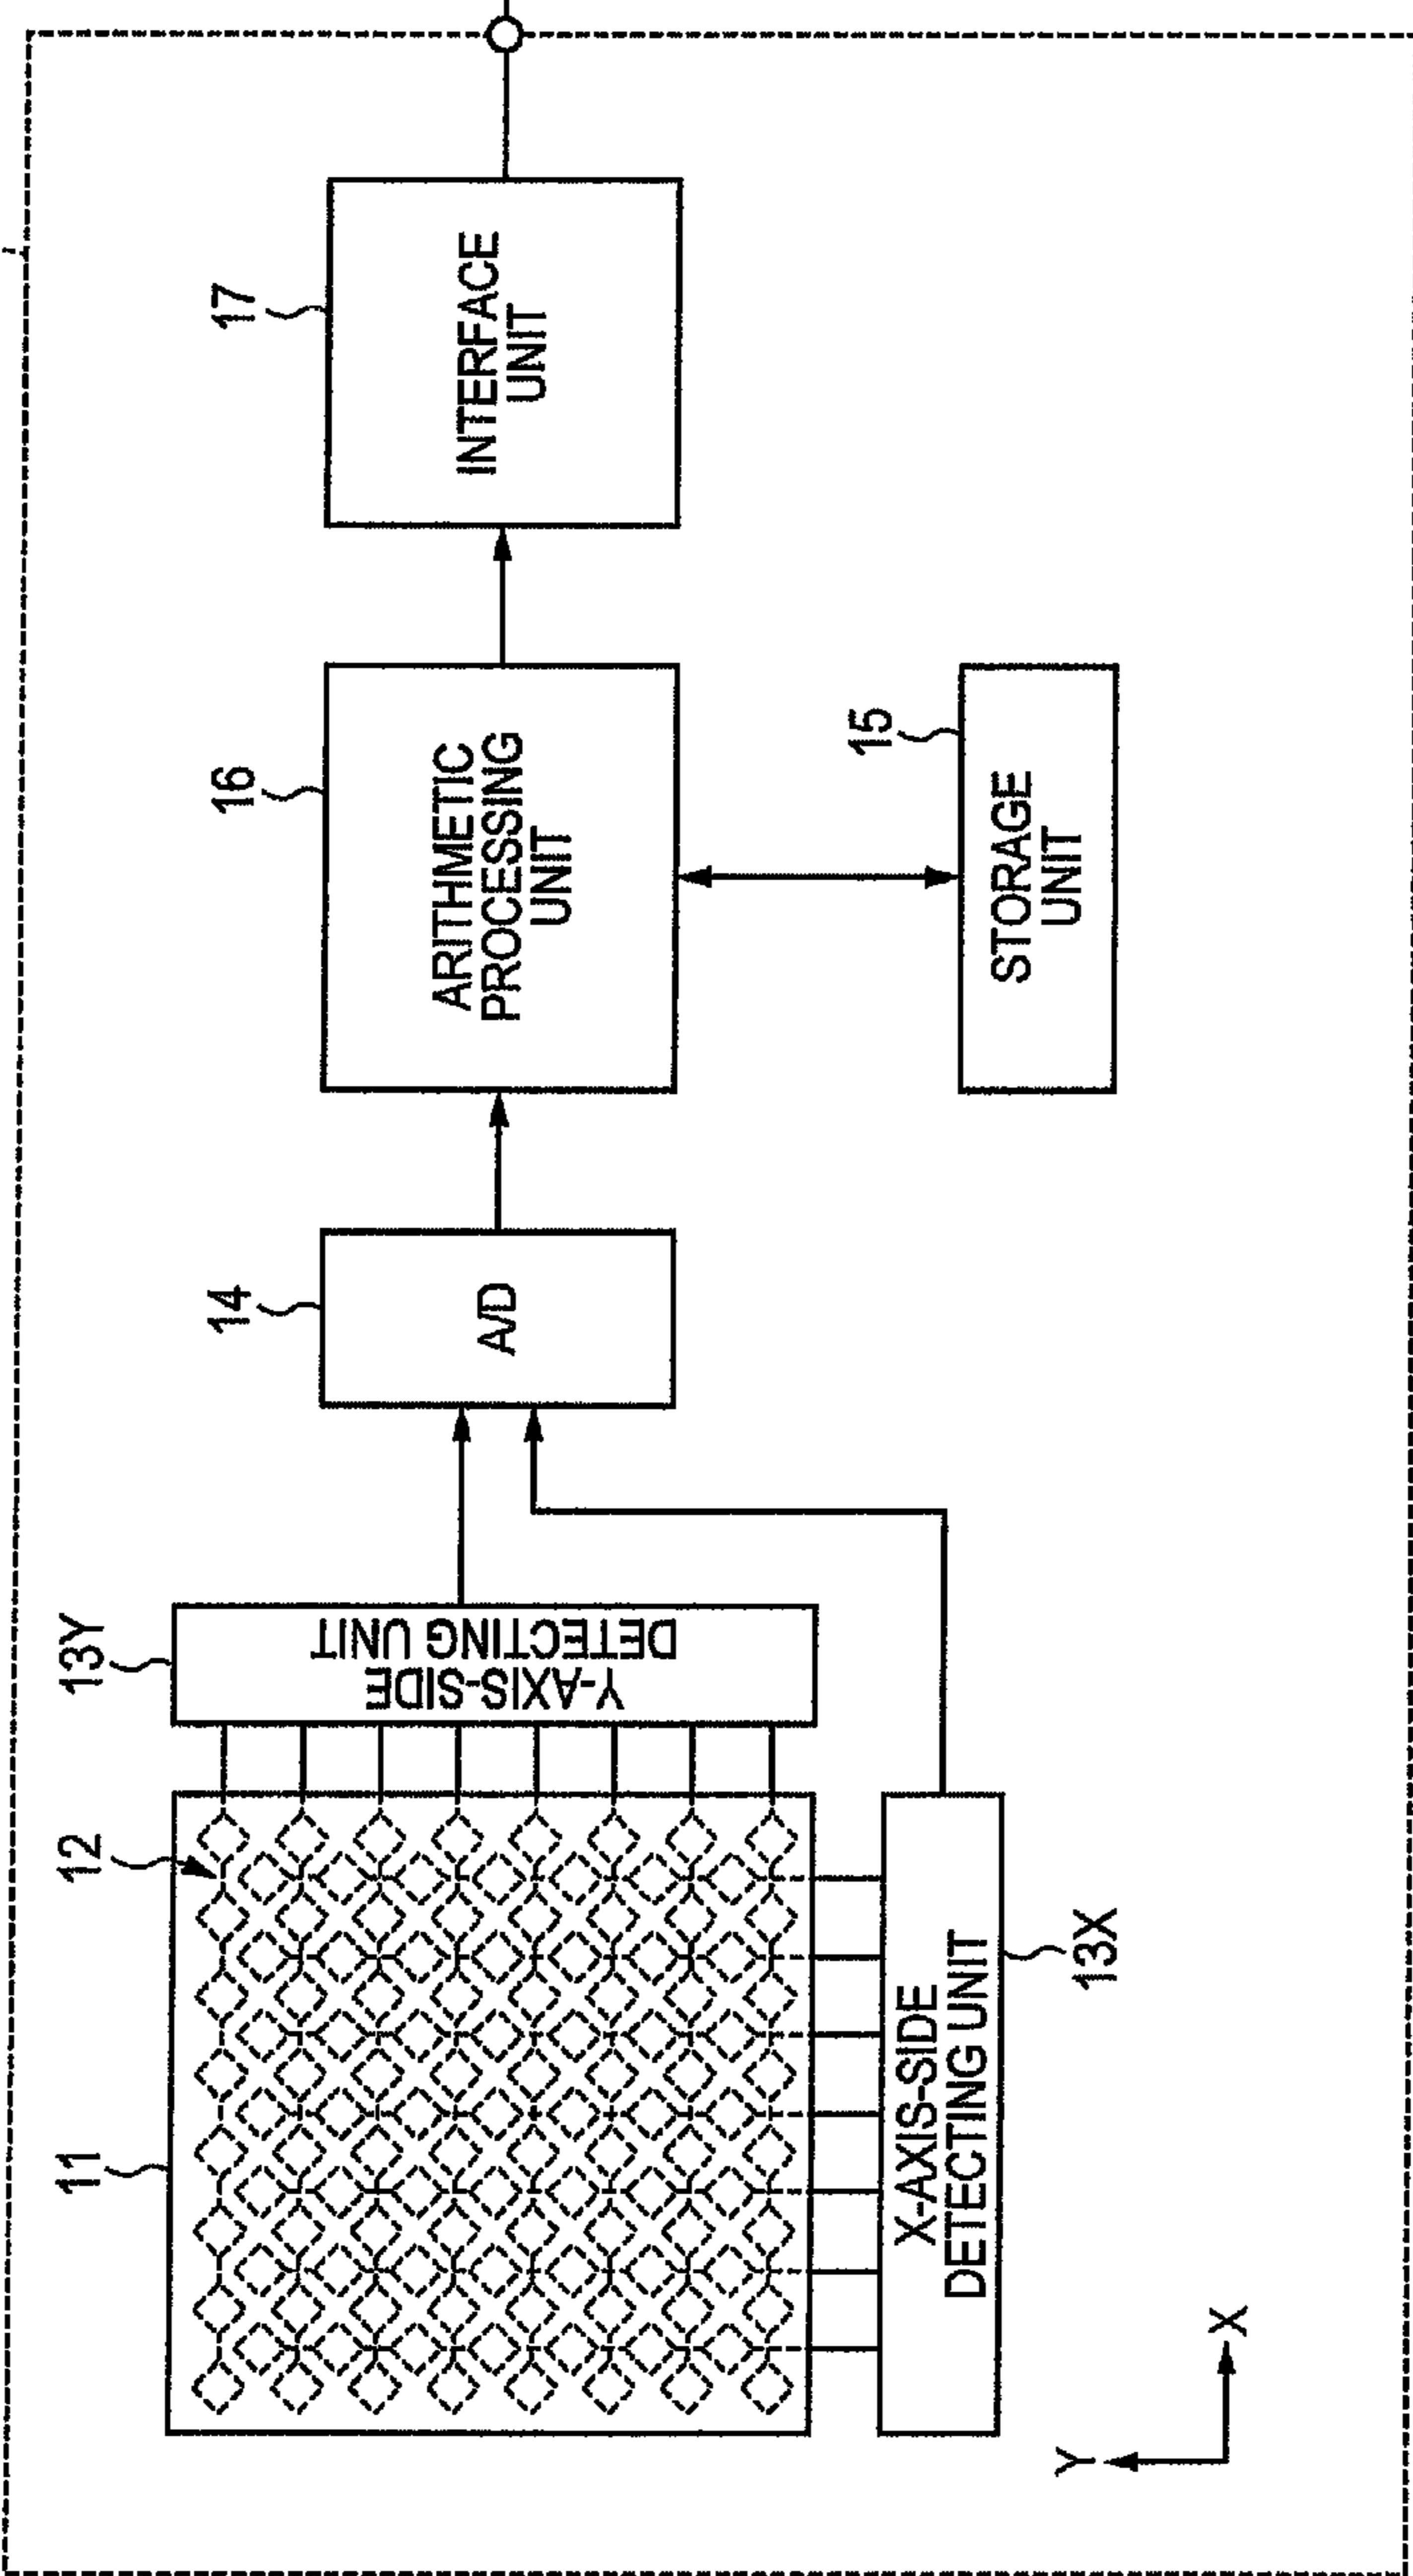 17
INTERFACE
UNIT
16
ARITHMETIC
PROCESSING
UNIT
15
STORAGE
UNIT
14
A/D
13Y
Y-AXIS-SIDE
DETECTING UNIT
12
11
X-AXIS-SIDE
DETECTING UNIT
13X
Y
X